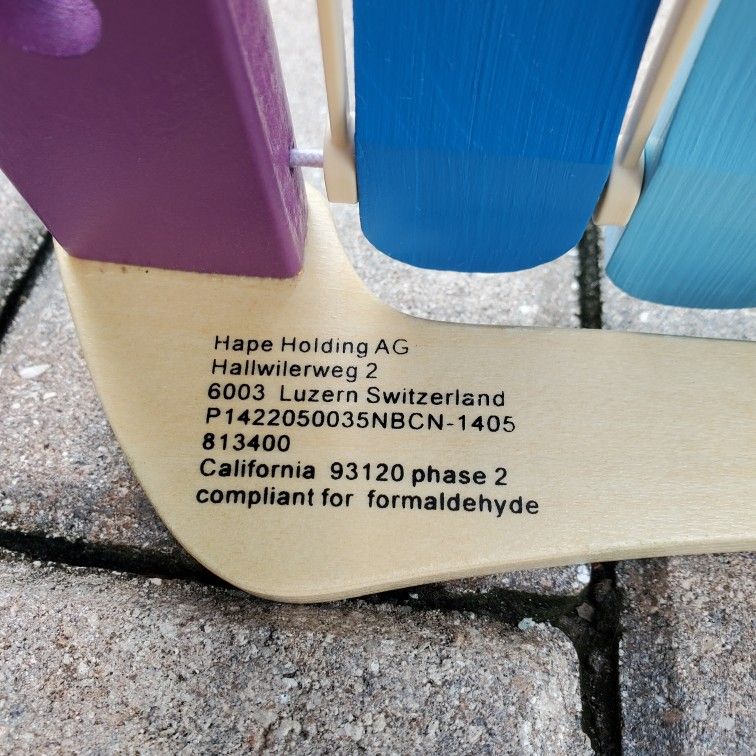 Hape Holding AG
Hallwilerweg 2
6003 Luzern Switzerland
P1422050035NBCN-1405
813400
California 93120 phase 2
compliant for formaldehyde